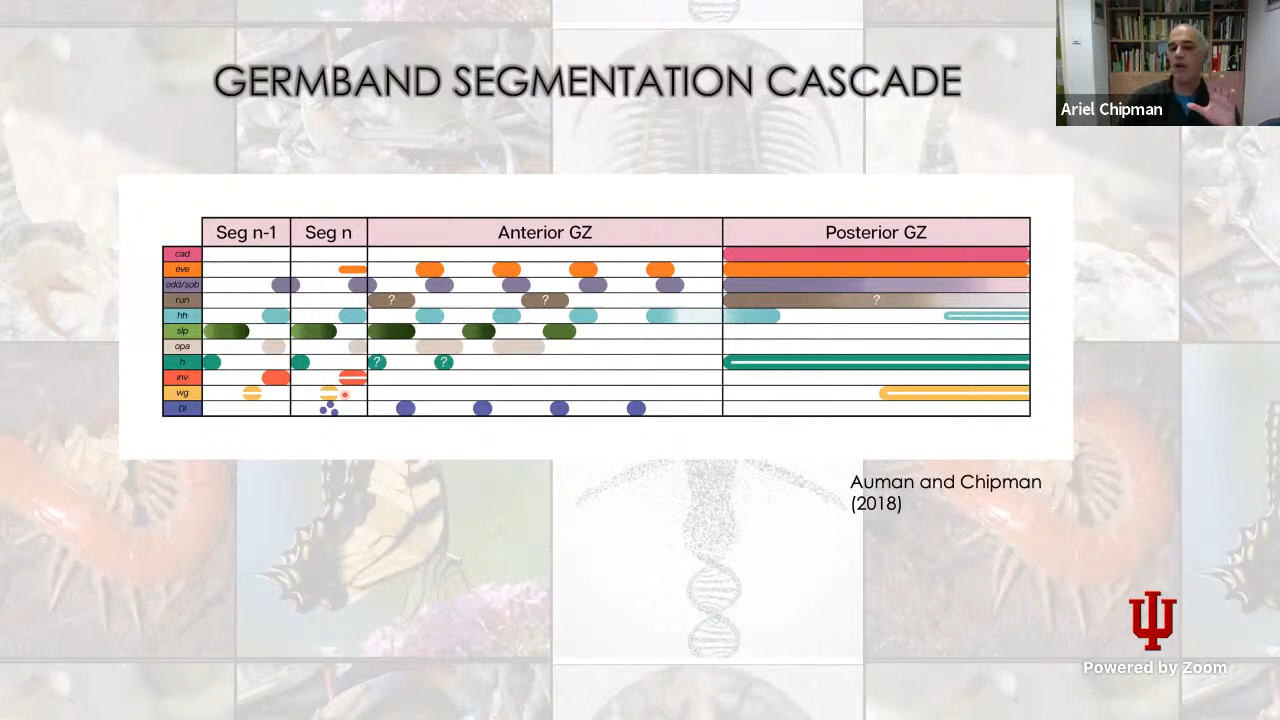 GERMBAND SEGMENTATION CASCADE
Ariel Chipman
Seg n-1 Seg n Anterior GZ Posterior GZ
cad
eve
odd/sob
run ? ? ?
hh
slp
opa
h ? ?
inv
wg
Dl
Auman and Chipman
(2018)
Powered by Zoom